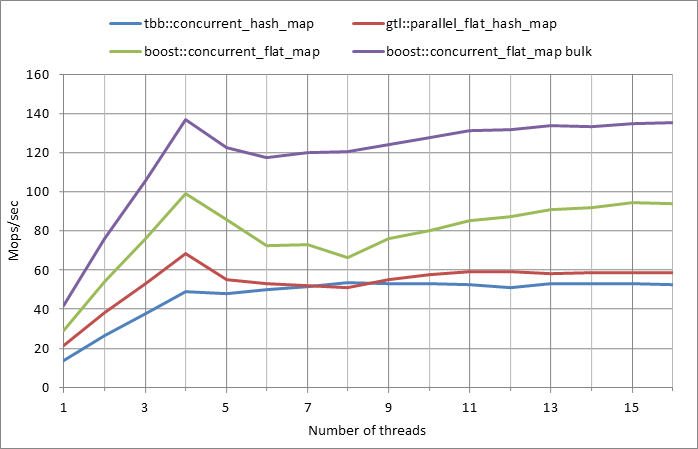 tbb::concurrent_hash_map gtl::parallel_flat_hash_map
boost::concurrent_flat_map boost::concurrent_flat_map bulk
160
140
120
100
80
60
40
20
0
Mops/sec
1 3 5 7 9 11 13 15
Number of threads